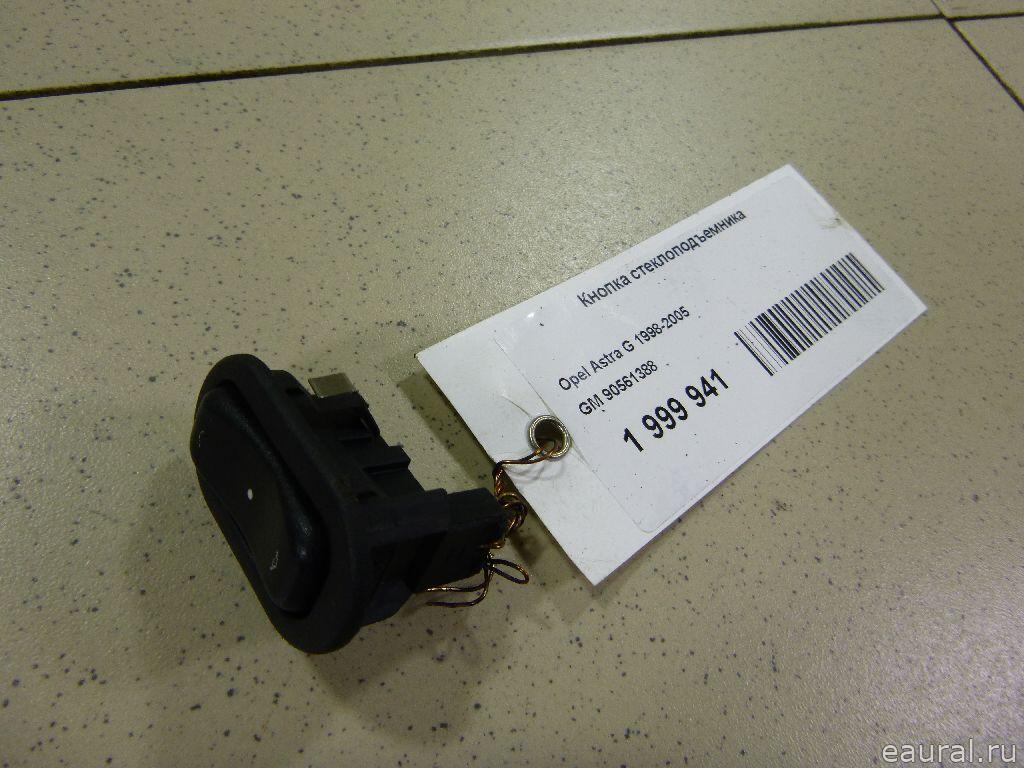 Кнопка стеклоподъемника
Opel Astra G 1998-2005
GM 90561388
1 999 941
eaural.ru